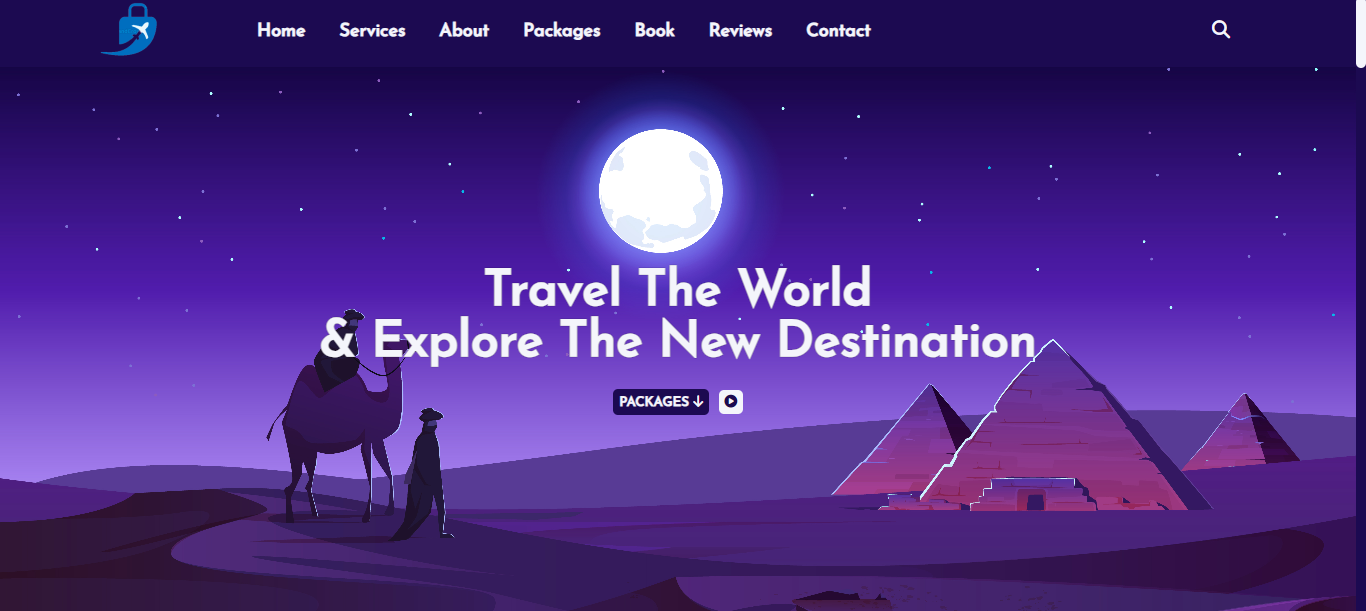 Home Services About Packages Book Reviews Contact
Travel The World
& Explore The New Destination
PACKAGES